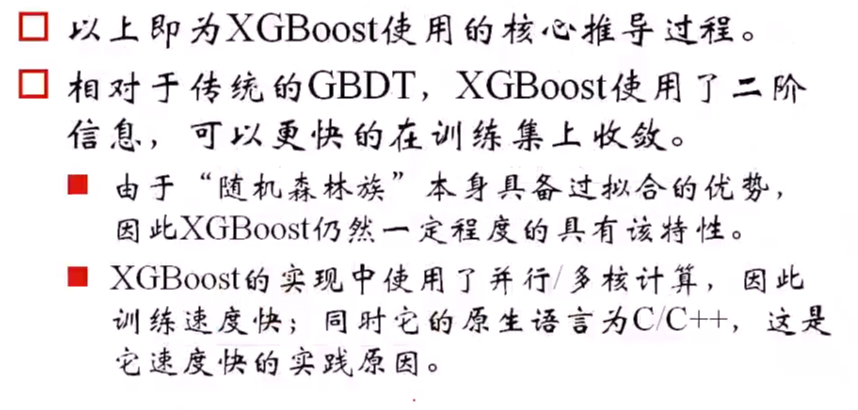 以上即为XGBoost使用的核心推导过程。
相对于传统的GBDT，XGBoost使用了二阶
信息，可以更快的在训练集上收敛。
由于“随机森林族”本身具备过拟合的优势，
因此XGBoost仍然一定程度的具有该特性。
XGBoost的实现中使用了并行/多核计算，因此
训练速度快；同时它的原生语言为C/C++，这是
它速度快的实践原因。